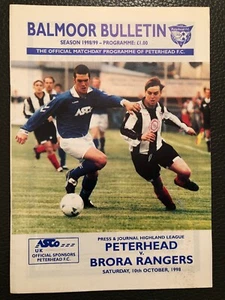 BALMOOR BULLETIN
SEASON 1998/99 - PROGRAMME: £1.00
THE OFFICIAL MATCHDAY PROGRAMME OF PETERHEAD F.C.
ASCO
ASCO
UK
OFFICIAL SPONSORS
PETERHEAD F.C.
PRESS & JOURNAL HIGHLAND LEAGUE
PETERHEAD
V.
BRORA RANGERS
SATURDAY, 10th OCTOBER, 1998